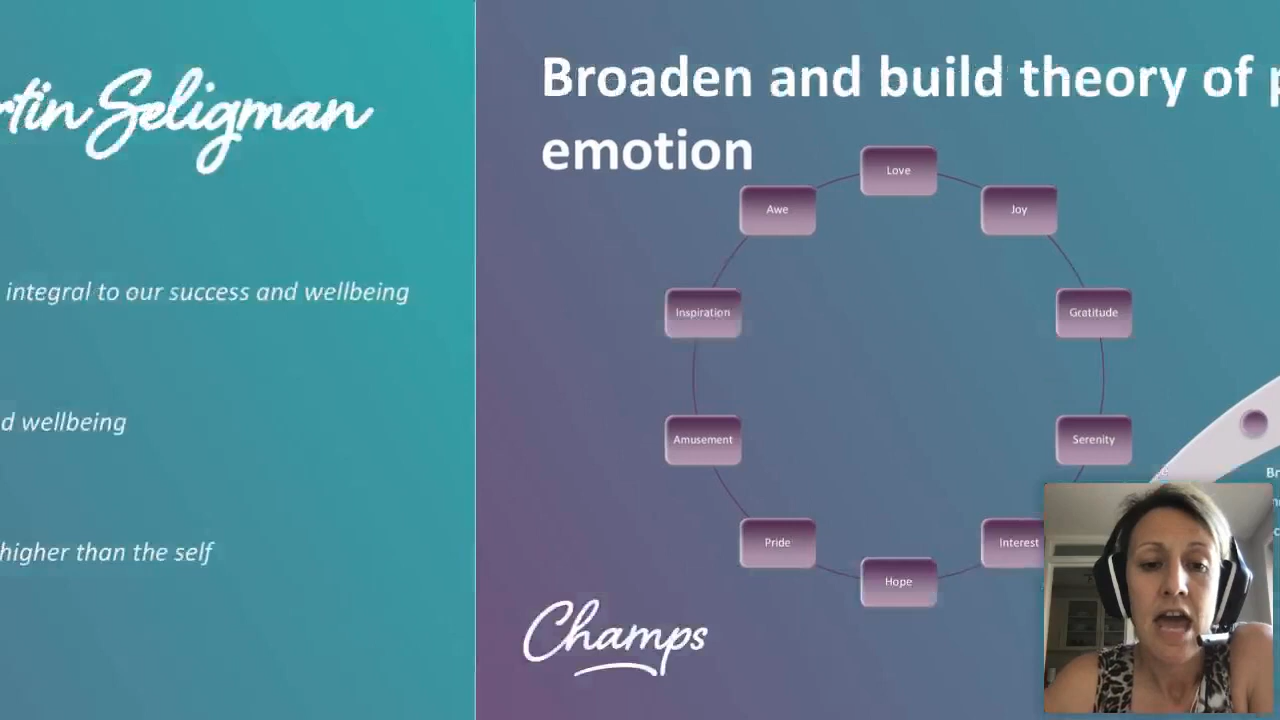 Seligman
integral to our success and wellbeing
wellbeing
higher than the self
Broaden and build theory of
emotion
Love
Joy
Gratitude
Serenity
Interest
Hope
Pride
Amusement
Inspiration
Awe
Champs